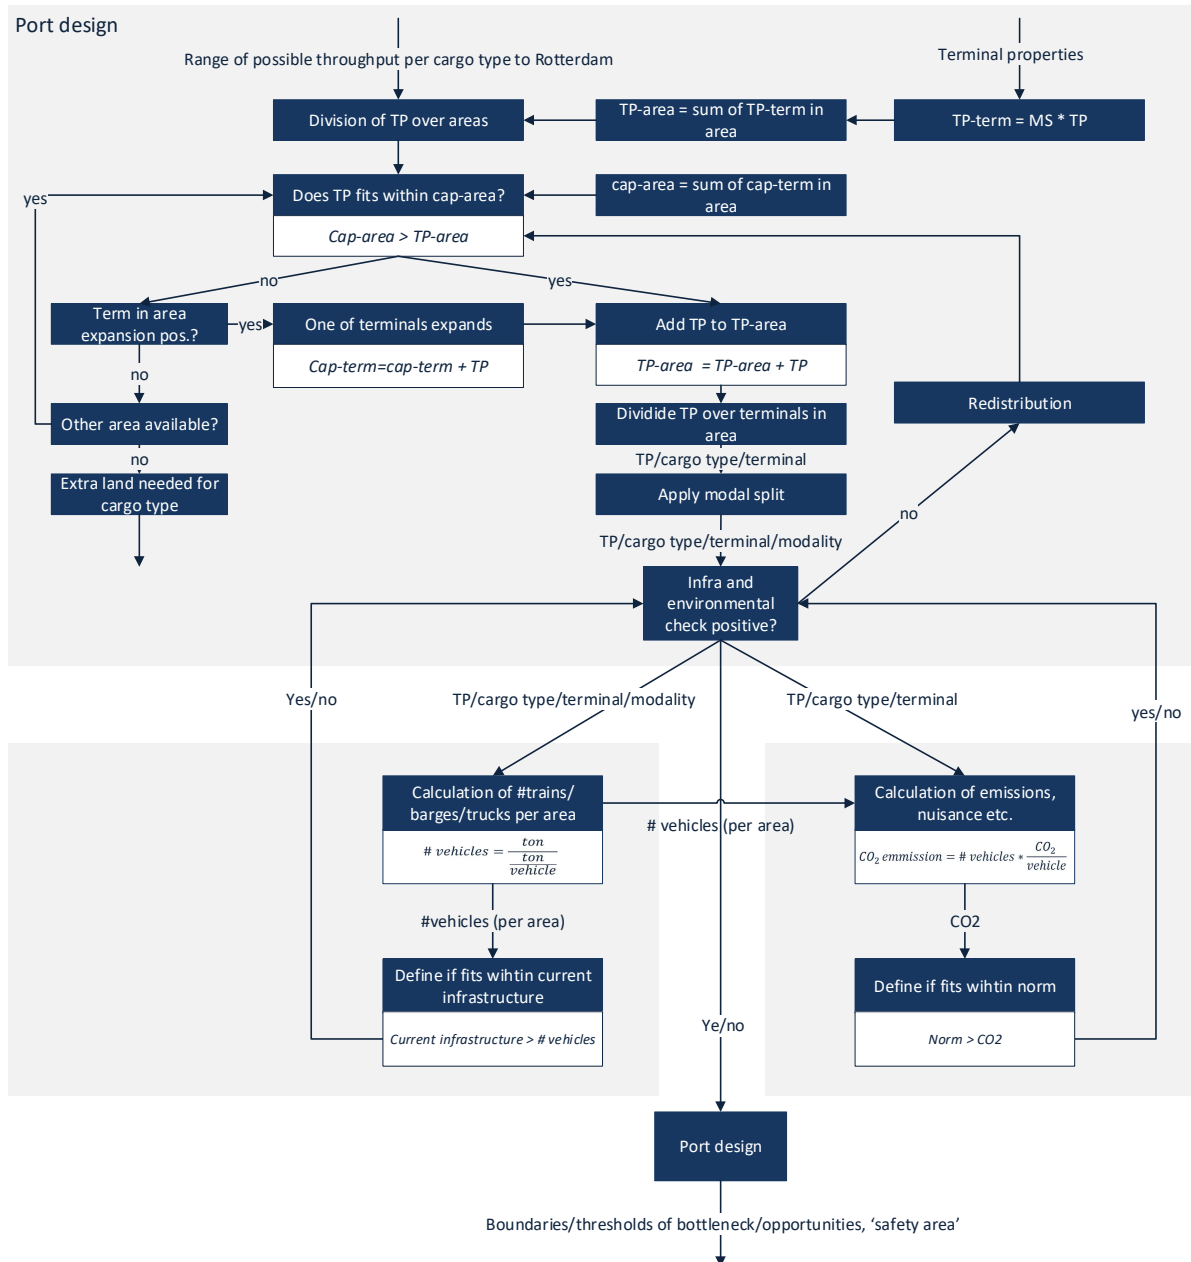 Port design
Range of possible throughput per cargo type to Rotterdam
Terminal properties
Division of TP over areas
TP-area = sum of TP-term in
area
TP-term = MS * TP
yes
Does TP fits within cap-area?
cap-area = sum of cap-term in
area
Cap-area > TP-area
no
yes
Term in area
expansion pos.?
yes
One of terminals expands
Add TP to TP-area
Cap-term=cap-term + TP
TP-area = TP-area + TP
no
Redistribution
Other area available?
Dividide TP over terminals in
area
no
TP/cargo type/terminal
Extra land needed for
cargo type
Apply modal split
no
TP/cargo type/terminal/modality
Infra and
environmental
check positive?
Yes/no
TP/cargo type/terminal/modality
TP/cargo type/terminal
yes/no
Calculation of #trains/
barges/trucks per area
Calculation of emissions,
nuisance etc.
# vehicles (per area)
# vehicles = ton / (ton / vehicle)
CO2 emmission = # vehicles * CO2 / vehicle
#vehicles (per area)
CO2
Define if fits wihtin current
infrastructure
Define if fits wihtin norm
Ye/no
Current infrastructure > # vehicles
Norm > CO2
Port design
Boundaries/thresholds of bottleneck/opportunities, ‘safety area’